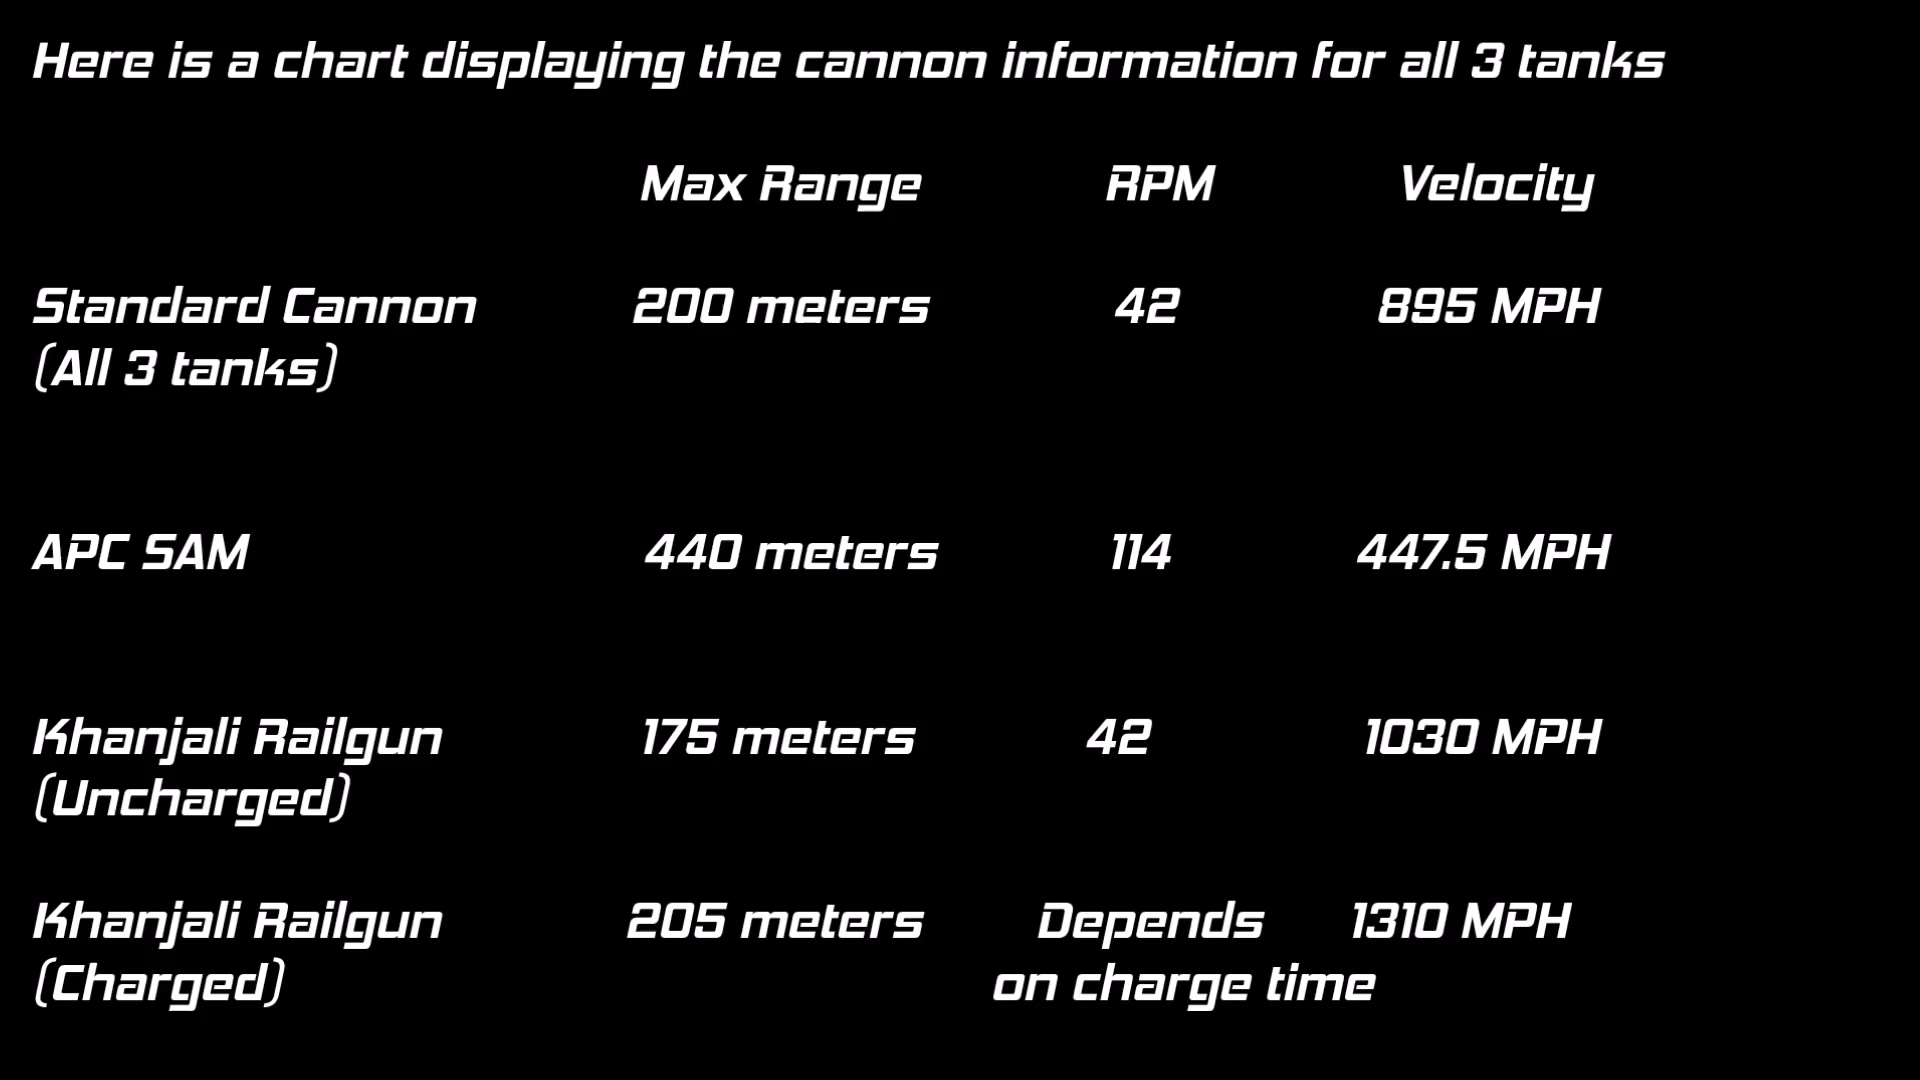 Here is a chart displaying the cannon information for all 3 tanks
Max Range RPM Velocity
Standard Cannon 200 meters 42 895 MPH
(All 3 tanks)
APC SAM 440 meters 114 447.5 MPH
Khanjali Railgun 175 meters 42 1030 MPH
(Uncharged)
Khanjali Railgun 205 meters Depends 1310 MPH
(Charged) on charge time